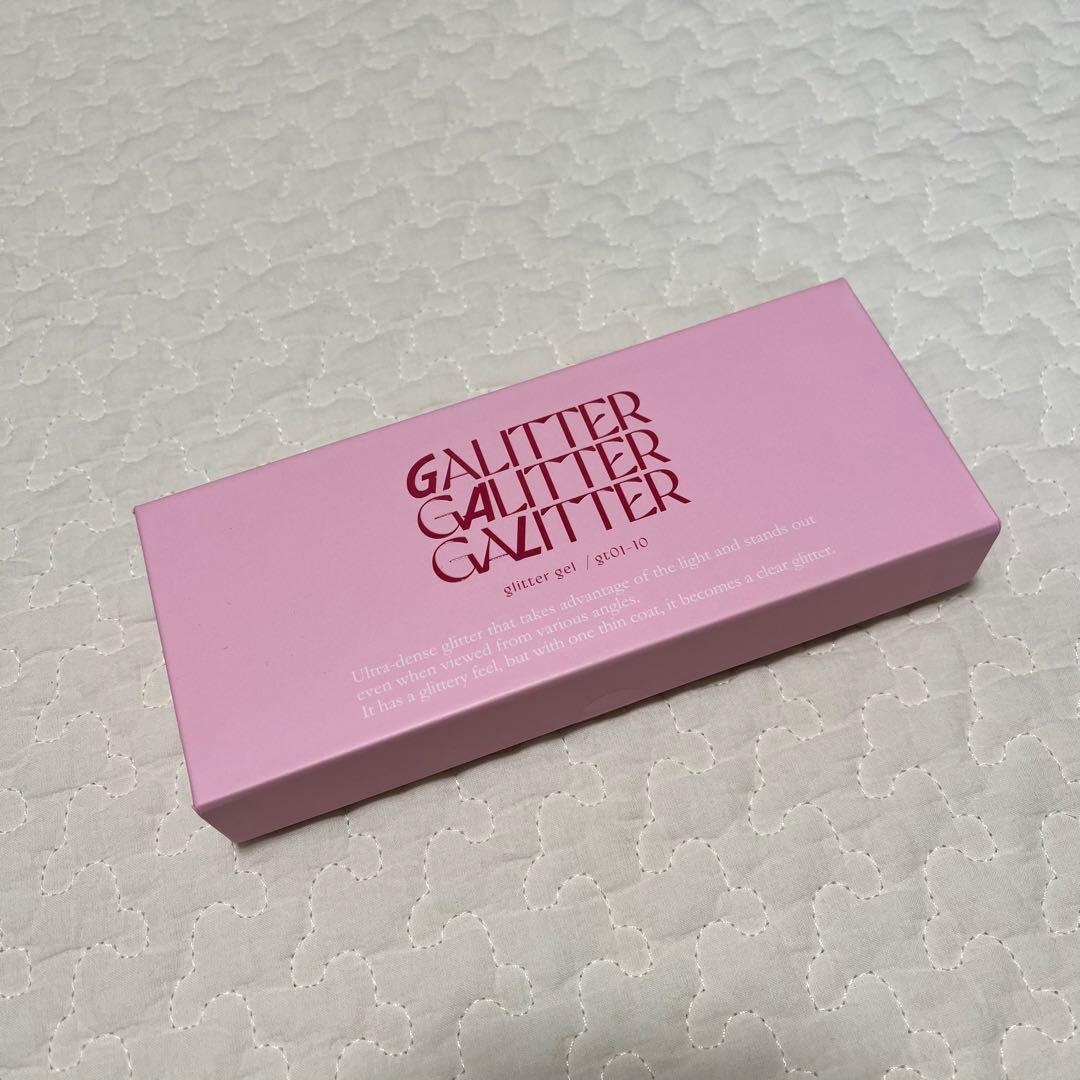 GALITTER
GALITTER
GALITTER
glitter gel / gt01-10
Ultra-dense glitter that takes advantage of the light and stands out
even when viewed from various angles.
It has a glittery feel, but with one thin coat, it becomes a clear glitter.